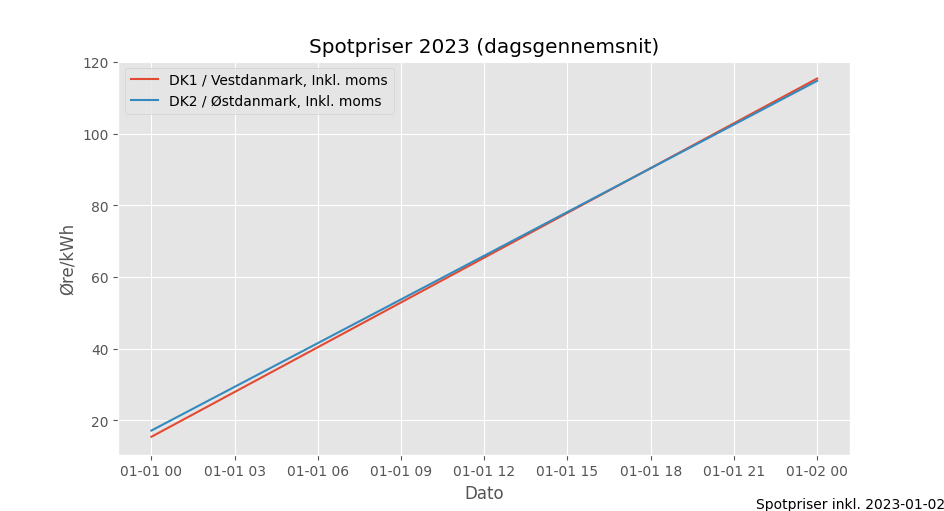 Spotpriser 2023 (dagsgennemsnit)
DK1 / Vestdanmark, Inkl. moms
DK2 / Østdanmark, Inkl. moms
120
100
80
60
40
20
Øre/kWh
01-01 00 01-01 03 01-01 06 01-01 09 01-01 12 01-01 15 01-01 18 01-01 21 01-02 00
Dato
Spotpriser inkl. 2023-01-02